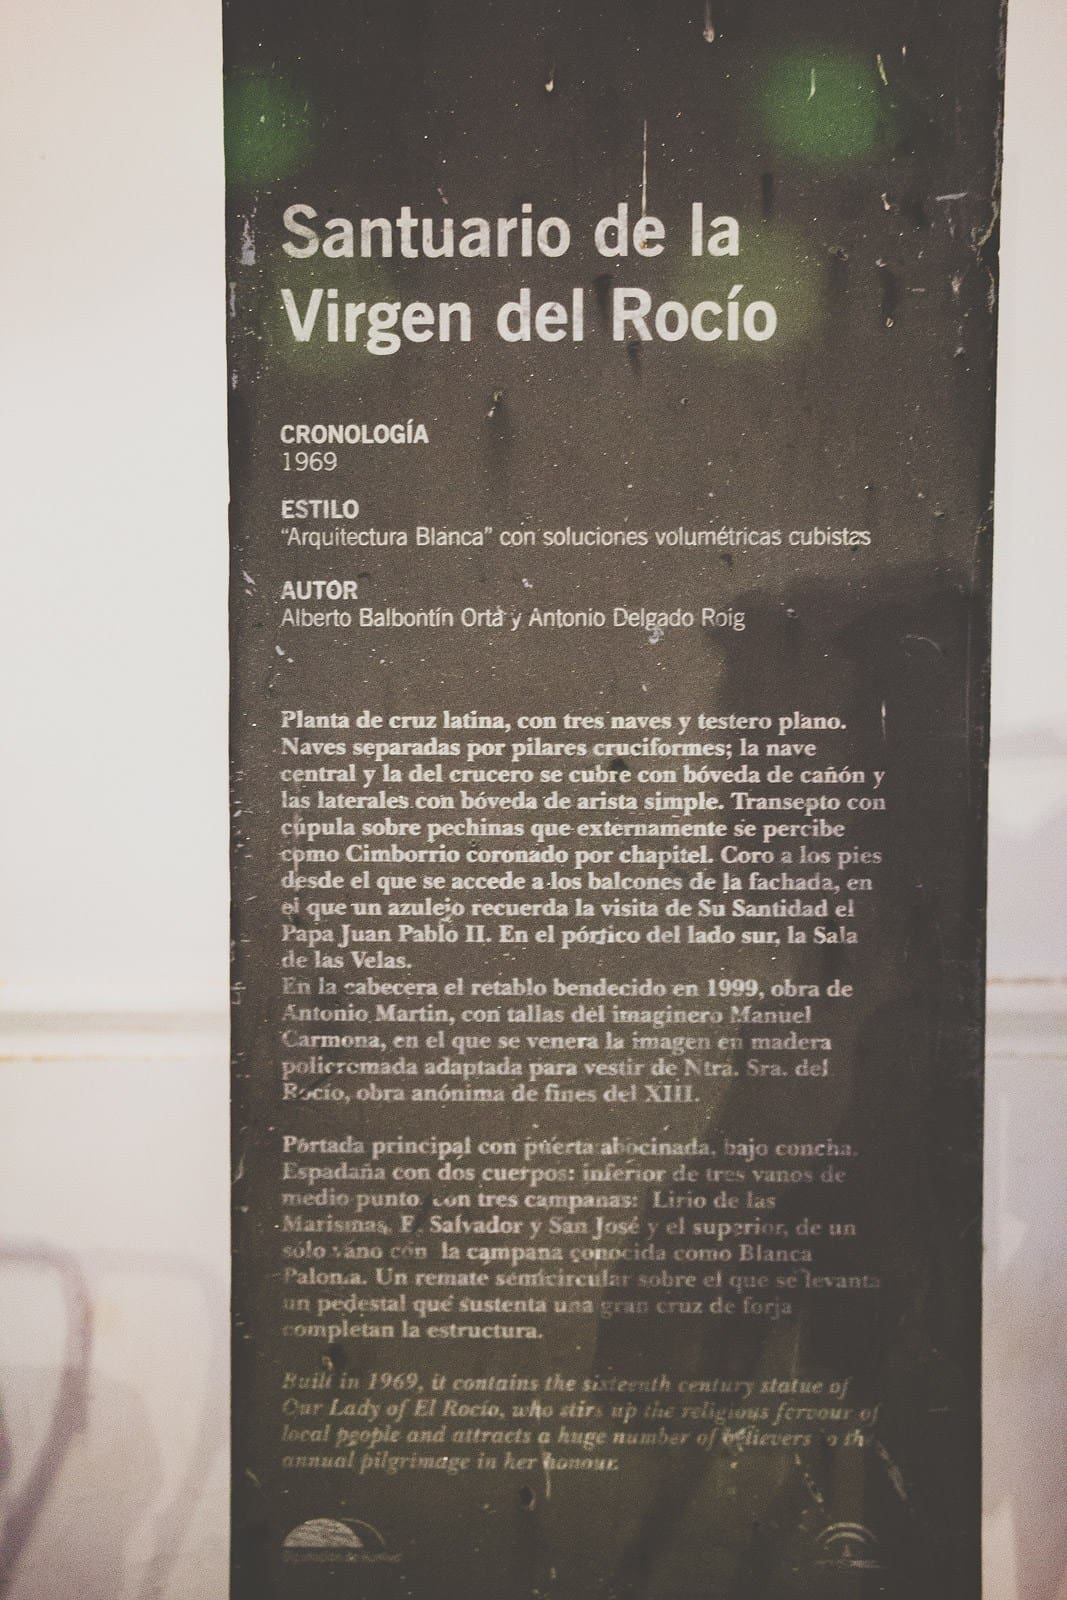 Santuario de la
Virgen del Rocío
CRONOLOGÍA
1969
ESTILO
“Arquitectura Blanca” con soluciones volumétricas cubistas
AUTOR
Alberto Balbontín Orta y Antonio Delgado Roig
Planta de cruz latina, con tres naves y testero plano.
Naves separadas por pilares cruciformes; la nave
central y la del crucero se cubre con bóveda de cañón y
las laterales con bóveda de arista simple. Transepto con
cúpula sobre pechinas que externamente se percibe
como Cimborrio coronado por chapitel. Coro a los pies
desde el que se accede a los balcones de la fachada, en
el que un azulejo recuerda la visita de Su Santidad el
Papa Juan Pablo II. En el pórtico del lado sur, la Sala
de las Velas.
En la cabecera el retablo bendecido en 1999, obra de
Antonio Martin, con tallas del imaginero Manuel
Carmona, en el que se venera la imagen en madera
policromada adaptada para vestir de Ntra. Sra. del
Rocío, obra anónima de fines del XIII.
Portada principal con puerta abocinada, bajo concha.
Espadaña con dos cuerpos: inferior de tres vanos de
medio punto con tres campanas: Lirio de las
Marismas, El Salvador y San José y el superior, de un
sólo vano con la campana conocida como Blanca
Paloma. Un remate semicircular sobre el que se levanta
un pedestal que sustenta una gran cruz de forja
completan la estructura.
Built in 1969, it contains the sixteenth century statue of
Our Lady of El Rocío, who stirs up the religious fervour of
local people and attracts a huge number of believers to the
annual pilgrimage in her honour.
Diputación de Huelva